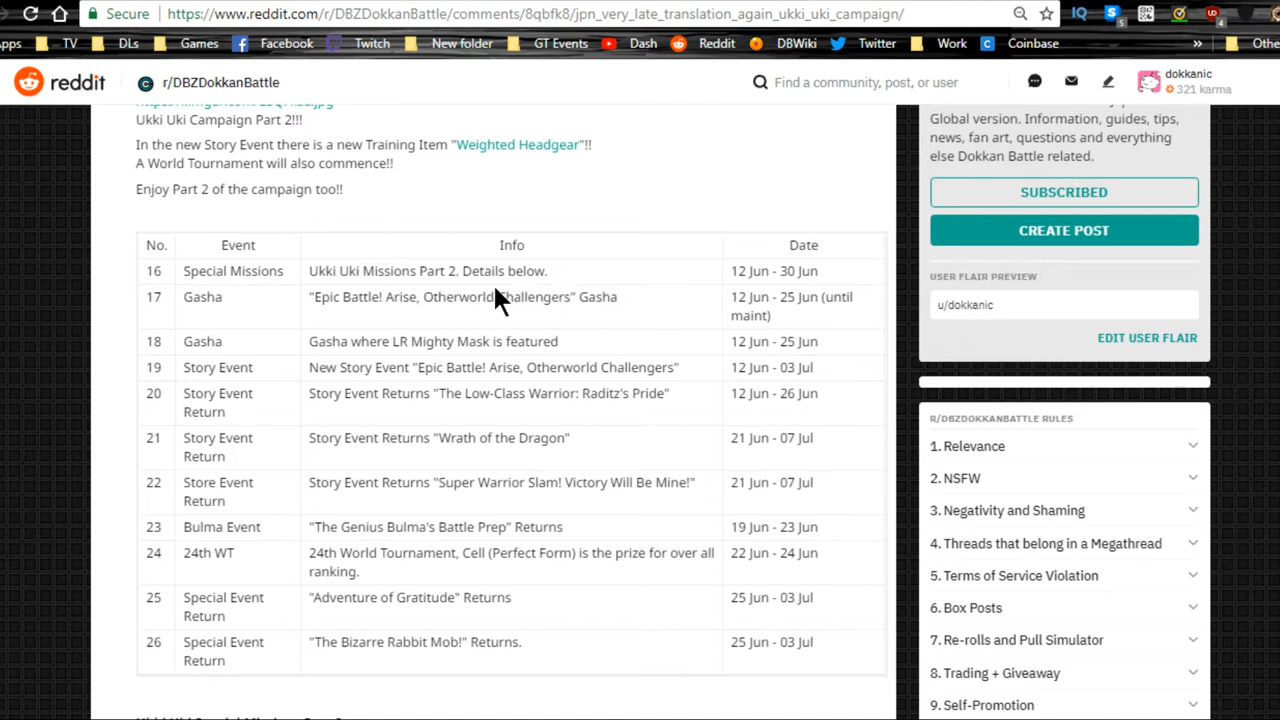 Secure https://www.reddit.com/r/DBZDokkanBattle/comments/8qbfk8/jpn_very_late_translation_again_ukki_uki_campaign/
pps TV DLs Games Facebook Twitch New folder GT Events Dash Reddit DBWiki Twitter Work Coinbase » Othe
reddit r/DBZDokkanBattle Find a community, post, or user dokkanic
321 karma
Ukki Uki Campaign Part 2!!!
In the new Story Event there is a new Training Item "Weighted Headgear"!!
A World Tournament will also commence!!
Enjoy Part 2 of the campaign too!!
No. Event Info Date
16 Special Missions Ukki Uki Missions Part 2. Details below. 12 Jun - 30 Jun
17 Gasha "Epic Battle! Arise, Otherworld Challengers" Gasha 12 Jun - 25 Jun (until
maint)
18 Gasha Gasha where LR Mighty Mask is featured 12 Jun - 25 Jun
19 Story Event New Story Event "Epic Battle! Arise, Otherworld Challengers" 12 Jun - 03 Jul
20 Story Event Story Event Returns "The Low-Class Warrior: Raditz's Pride" 12 Jun - 26 Jun
Return
21 Story Event Story Event Returns "Wrath of the Dragon" 21 Jun - 07 Jul
Return
22 Store Event Story Event Returns "Super Warrior Slam! Victory Will Be Mine!" 21 Jun - 07 Jul
Return
23 Bulma Event "The Genius Bulma's Battle Prep" Returns 19 Jun - 23 Jun
24 24th WT 24th World Tournament, Cell (Perfect Form) is the prize for over all 22 Jun - 24 Jun
ranking.
25 Special Event "Adventure of Gratitude" Returns 25 Jun - 03 Jul
Return
26 Special Event "The Bizarre Rabbit Mob!" Returns. 25 Jun - 03 Jul
Return
Global version. Information, guides, tips,
news, fan art, questions and everything
else Dokkan Battle related.
SUBSCRIBED
CREATE POST
USER FLAIR PREVIEW
u/dokkanic
EDIT USER FLAIR
R/DBZDOKKANBATTLE RULES
1. Relevance
2. NSFW
3. Negativity and Shaming
4. Threads that belong in a Megathread
5. Terms of Service Violation
6. Box Posts
7. Re-rolls and Pull Simulator
8. Trading + Giveaway
9. Self-Promotion